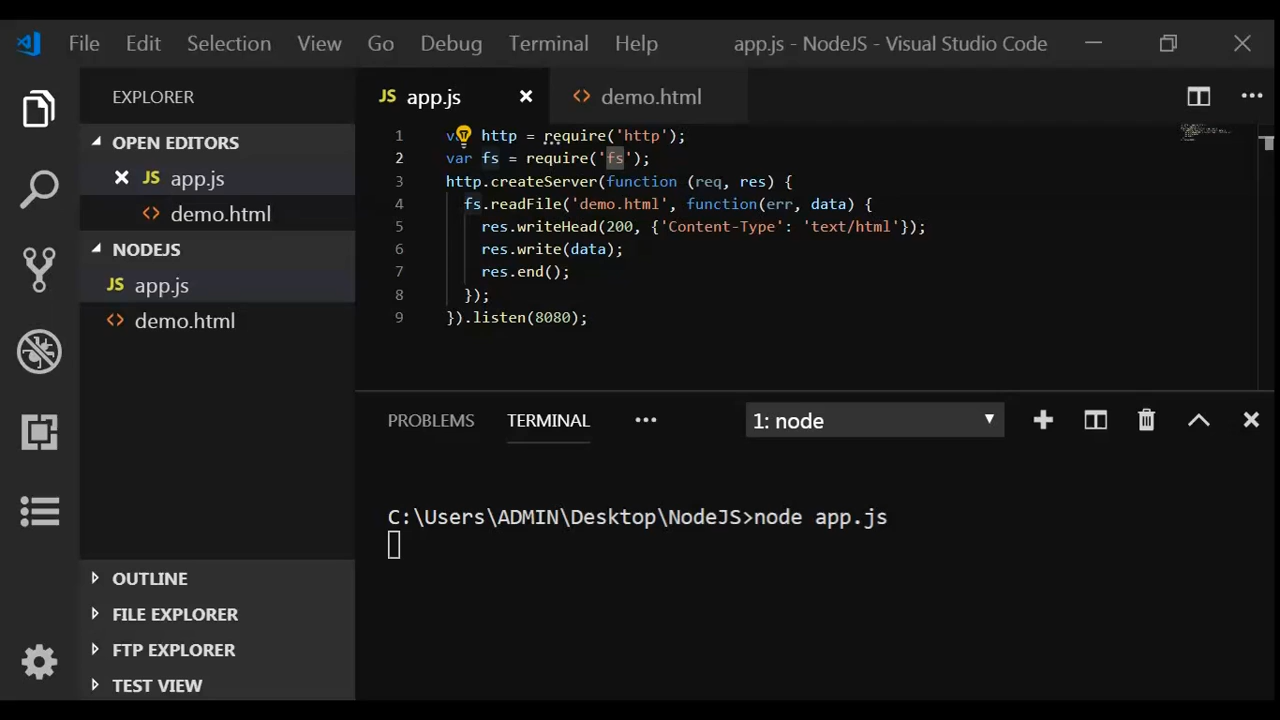 File Edit Selection View Go Debug Terminal Help app.js - NodeJS - Visual Studio Code
EXPLORER
OPEN EDITORS
JS app.js
demo.html
NODEJS
JS app.js
demo.html
OUTLINE
FILE EXPLORER
FTP EXPLORER
TEST VIEW
JS app.js demo.html
1 http = require('http');
2 var fs = require('fs');
3 http.createServer(function (req, res) {
4 fs.readFile('demo.html', function(err, data) {
5 res.writeHead(200, {'Content-Type': 'text/html'});
6 res.write(data);
7 res.end();
8 });
9 }).listen(8080);
PROBLEMS TERMINAL ••• 1: node
C:\Users\ADMIN\Desktop\NodeJS>node app.js